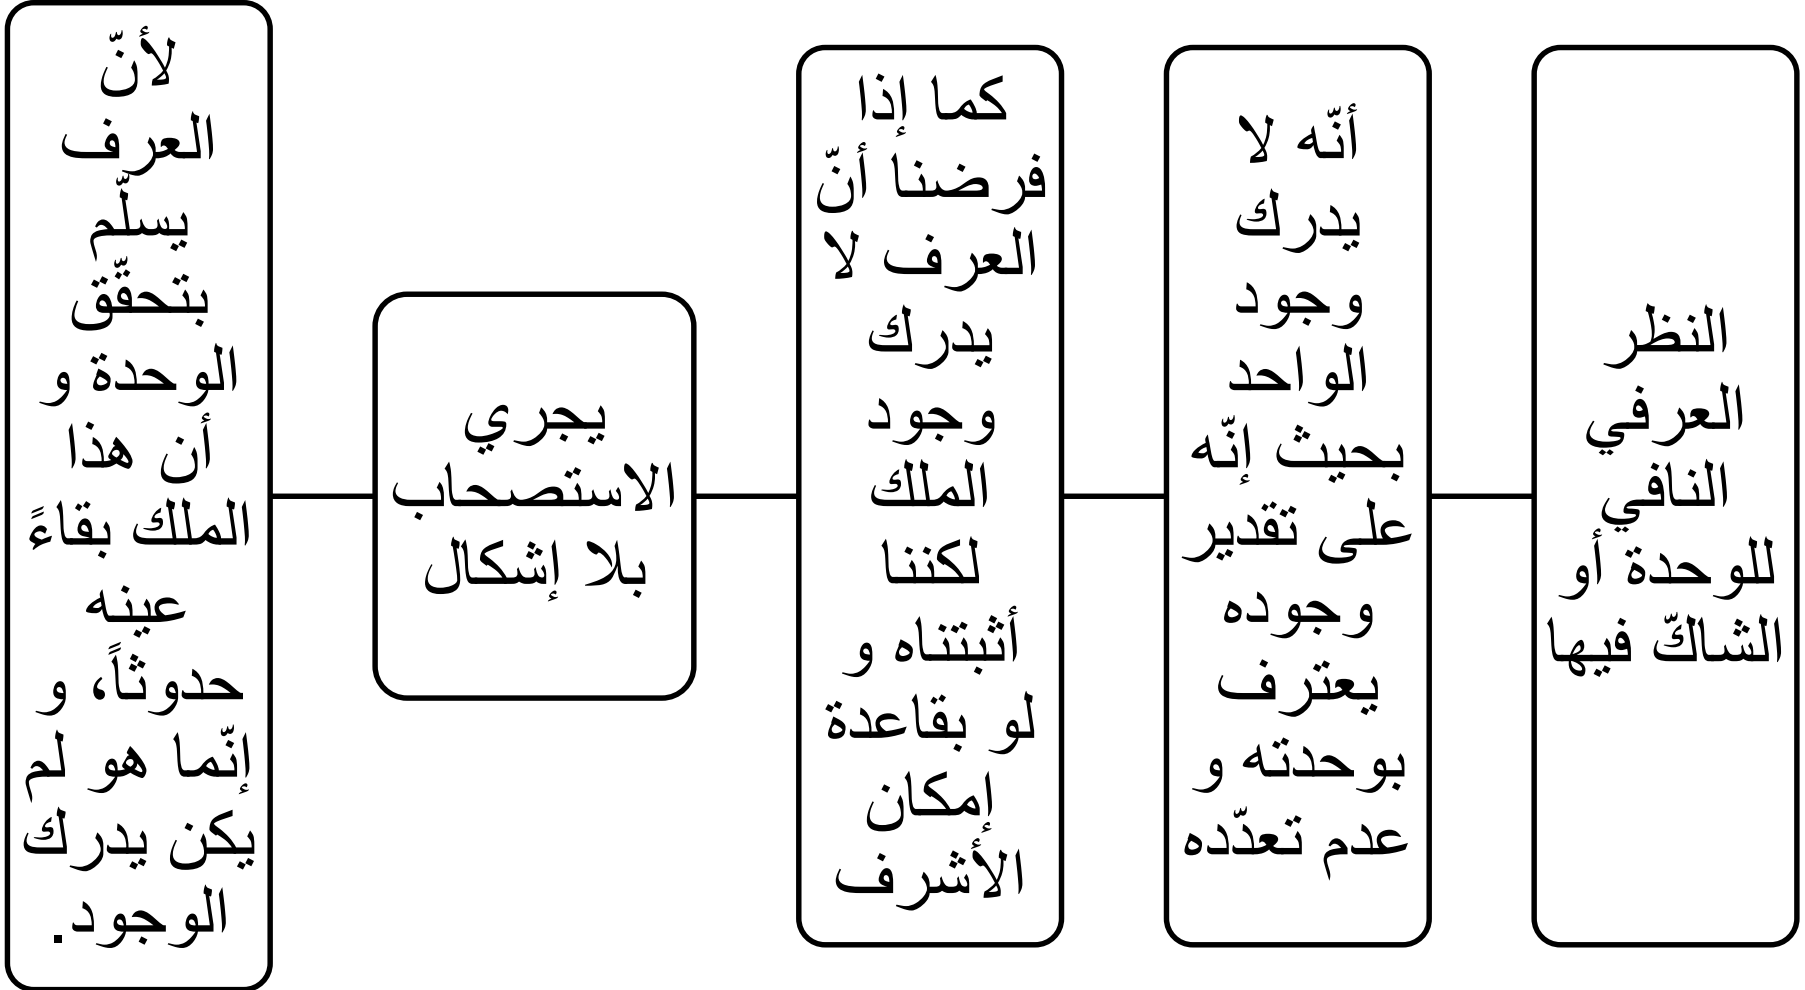 النظر
العرفي
النافي
للوحدة أو
الشاكّ فيها
أنّه لا
يدرك
وجود
الواحد
بحيث إنّه
على تقدير
وجوده
يعترف
بوحدته و
عدم تعدّده
كما إذا
فرضنا أنّ
العرف لا
يدرك
وجود
الملك
لكننا
أثبتناه و
لو بقاعدة
إمكان
الأشرف
يجري
الاستصحاب
بلا إشكال
لأنّ
العرف
يسلّم
بتحقّق
الوحدة و
أن هذا
الملك بقاءً
عينه
حدوثاً، و
إنّما هو لم
يكن يدرك
الوجود.